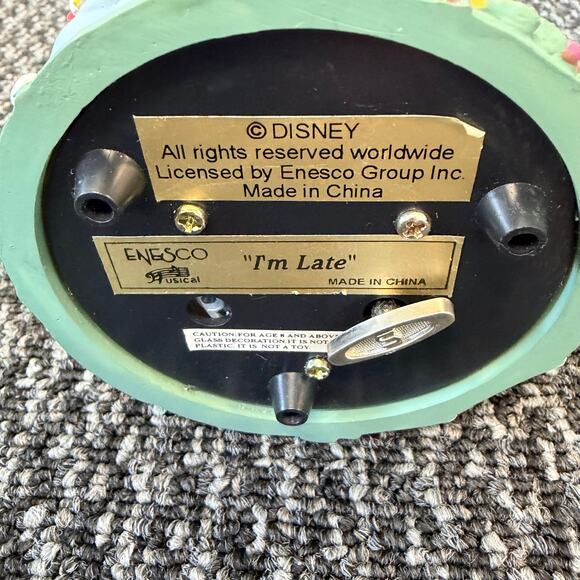 © DISNEY
All rights reserved worldwide
Licensed by Enesco Group Inc.
Made in China
ENESCO
Musical
"I'm Late"
MADE IN CHINA
CAUTION:FOR AGE 8 AND ABOVE
GLASS DECORATION.IT IS NOT
PLASTIC. IT IS NOT A TOY.